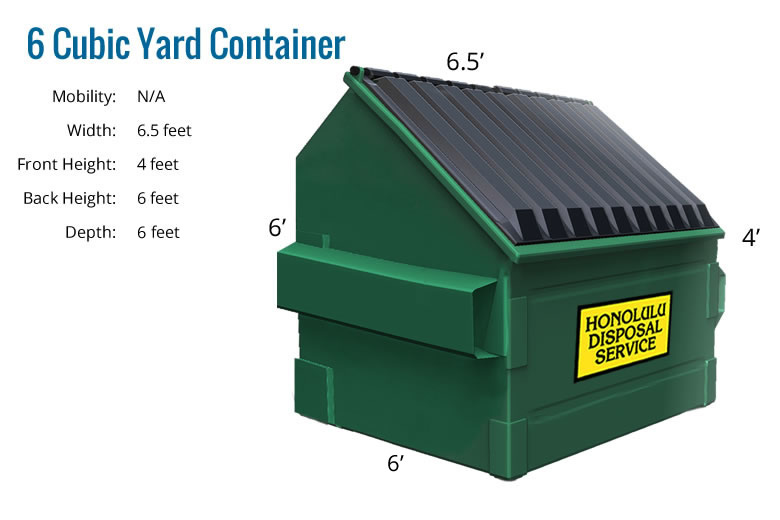 6 Cubic Yard Container
Mobility: N/A
Width: 6.5 feet
Front Height: 4 feet
Back Height: 6 feet
Depth: 6 feet
6.5’
6’
4’
HONOLULU
DISPOSAL
SERVICE
6’